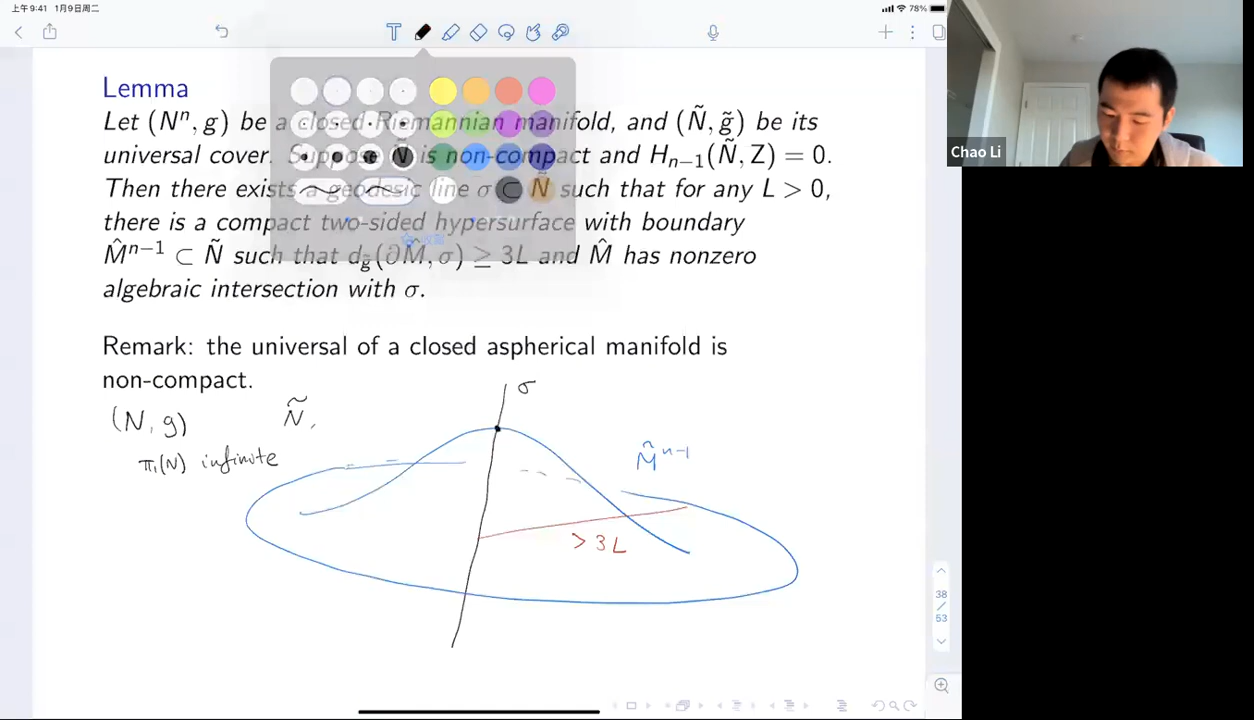 上午9:41 1月9日周二
78%
T
Lemma
Let (Nⁿ, g) be a closed Riemannian manifold, and (Ñ, g̃) be its
universal cover. Suppose Ñ is non-compact and Hₙ₋₁(Ñ, Z) = 0.
Then there exists a geodesic line σ ⊂ Ñ such that for any L > 0,
there is a compact two-sided hypersurface with boundary
M̂ⁿ⁻¹ ⊂ Ñ such that d_g̃(∂M̂, σ) ≥ 3L and M̂ has nonzero
algebraic intersection with σ.
Remark: the universal of a closed aspherical manifold is
non-compact.
(N, g) Ñ,
π₁(N) infinite
σ
M̂ⁿ⁻¹
> 3L
38
/
53
Chao Li